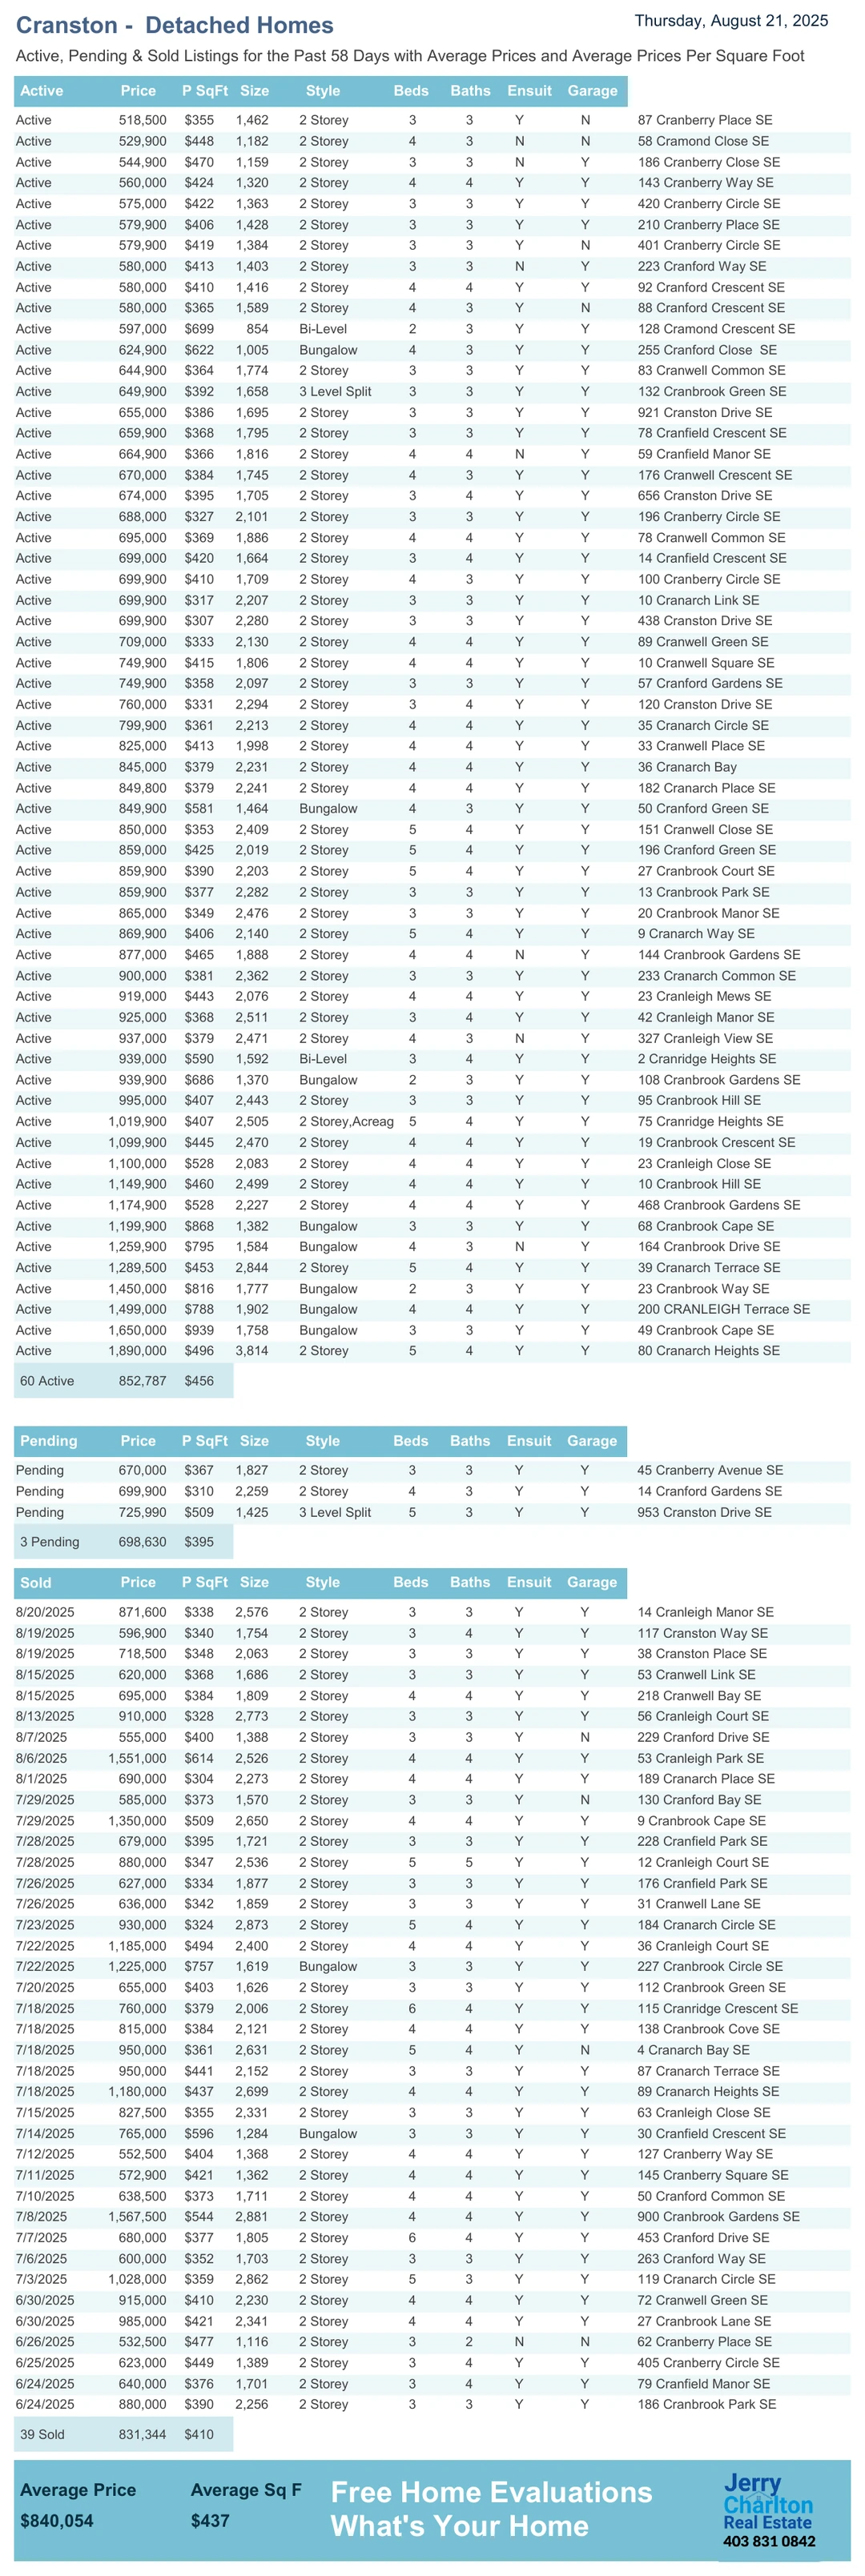 Cranston - Detached Homes
Thursday, August 21, 2025
Active, Pending & Sold Listings for the Past 58 Days with Average Prices and Average Prices Per Square Foot
Active Price P SqFt Size Style Beds Baths Ensuit Garage
Active 518,500 $355 1,462 2 Storey 3 3 Y N 87 Cranberry Place SE
Active 529,900 $448 1,182 2 Storey 4 3 N N 58 Cramond Close SE
Active 544,900 $470 1,159 2 Storey 3 3 N Y 186 Cranberry Close SE
Active 560,000 $424 1,320 2 Storey 4 4 Y Y 143 Cranberry Way SE
Active 575,000 $422 1,363 2 Storey 3 3 Y Y 420 Cranberry Circle SE
Active 579,900 $406 1,428 2 Storey 3 3 Y Y 210 Cranberry Place SE
Active 579,900 $419 1,384 2 Storey 3 3 Y N 401 Cranberry Circle SE
Active 580,000 $413 1,403 2 Storey 3 3 N Y 223 Cranford Way SE
Active 580,000 $410 1,416 2 Storey 4 4 Y Y 92 Cranford Crescent SE
Active 580,000 $365 1,589 2 Storey 4 3 Y N 88 Cranford Crescent SE
Active 597,000 $699 854 Bi-Level 2 3 Y Y 128 Cramond Crescent SE
Active 624,900 $622 1,005 Bungalow 4 3 Y Y 255 Cranford Close SE
Active 644,900 $364 1,774 2 Storey 3 3 Y Y 83 Cranwell Common SE
Active 649,900 $392 1,658 3 Level Split 3 3 Y Y 132 Cranbrook Green SE
Active 655,000 $386 1,695 2 Storey 3 3 Y Y 921 Cranston Drive SE
Active 659,900 $368 1,795 2 Storey 3 3 Y Y 78 Cranfield Crescent SE
Active 664,900 $366 1,816 2 Storey 4 4 N Y 59 Cranfield Manor SE
Active 670,000 $384 1,745 2 Storey 4 3 Y Y 176 Cranwell Crescent SE
Active 674,000 $395 1,705 2 Storey 3 4 Y Y 656 Cranston Drive SE
Active 688,000 $327 2,101 2 Storey 3 3 Y Y 196 Cranberry Circle SE
Active 695,000 $369 1,886 2 Storey 4 4 Y Y 78 Cranwell Common SE
Active 699,000 $420 1,664 2 Storey 3 4 Y Y 14 Cranfield Crescent SE
Active 699,900 $410 1,709 2 Storey 4 3 Y Y 100 Cranberry Circle SE
Active 699,900 $317 2,207 2 Storey 3 3 Y Y 10 Cranarch Link SE
Active 699,900 $307 2,280 2 Storey 3 3 Y Y 438 Cranston Drive SE
Active 709,000 $333 2,130 2 Storey 4 4 Y Y 89 Cranwell Green SE
Active 749,900 $415 1,806 2 Storey 4 4 Y Y 10 Cranwell Square SE
Active 749,900 $358 2,097 2 Storey 3 3 Y Y 57 Cranford Gardens SE
Active 760,000 $331 2,294 2 Storey 3 4 Y Y 120 Cranston Drive SE
Active 799,900 $361 2,213 2 Storey 4 4 Y Y 35 Cranarch Circle SE
Active 825,000 $413 1,998 2 Storey 4 4 Y Y 33 Cranwell Place SE
Active 845,000 $379 2,231 2 Storey 4 4 Y Y 36 Cranarch Bay
Active 849,800 $379 2,241 2 Storey 4 4 Y Y 182 Cranarch Place SE
Active 849,900 $581 1,464 Bungalow 4 3 Y Y 50 Cranford Green SE
Active 850,000 $353 2,409 2 Storey 5 4 Y Y 151 Cranwell Close SE
Active 859,000 $425 2,019 2 Storey 5 4 Y Y 196 Cranford Green SE
Active 859,900 $390 2,203 2 Storey 5 4 Y Y 27 Cranbrook Court SE
Active 859,900 $377 2,282 2 Storey 3 3 Y Y 13 Cranbrook Park SE
Active 865,000 $349 2,476 2 Storey 3 3 Y Y 20 Cranbrook Manor SE
Active 869,900 $406 2,140 2 Storey 5 4 Y Y 9 Cranarch Way SE
Active 877,000 $465 1,888 2 Storey 4 4 N Y 144 Cranbrook Gardens SE
Active 900,000 $381 2,362 2 Storey 3 3 Y Y 233 Cranarch Common SE
Active 919,000 $443 2,076 2 Storey 4 4 Y Y 23 Cranleigh Mews SE
Active 925,000 $368 2,511 2 Storey 3 4 Y Y 42 Cranleigh Manor SE
Active 937,000 $379 2,471 2 Storey 4 3 N Y 327 Cranleigh View SE
Active 939,000 $590 1,592 Bi-Level 3 4 Y Y 2 Cranridge Heights SE
Active 939,900 $686 1,370 Bungalow 2 3 Y Y 108 Cranbrook Gardens SE
Active 995,000 $407 2,443 2 Storey 3 3 Y Y 95 Cranbrook Hill SE
Active 1,019,900 $407 2,505 2 Storey,Acreag 5 4 Y Y 75 Cranridge Heights SE
Active 1,099,900 $445 2,470 2 Storey 4 4 Y Y 19 Cranbrook Crescent SE
Active 1,100,000 $528 2,083 2 Storey 4 4 Y Y 23 Cranleigh Close SE
Active 1,149,900 $460 2,499 2 Storey 4 4 Y Y 10 Cranbrook Hill SE
Active 1,174,900 $528 2,227 2 Storey 4 4 Y Y 468 Cranbrook Gardens SE
Active 1,199,900 $868 1,382 Bungalow 3 3 Y Y 68 Cranbrook Cape SE
Active 1,259,900 $795 1,584 Bungalow 4 3 N Y 164 Cranbrook Drive SE
Active 1,289,500 $453 2,844 2 Storey 5 4 Y Y 39 Cranarch Terrace SE
Active 1,450,000 $816 1,777 Bungalow 2 3 Y Y 23 Cranbrook Way SE
Active 1,499,000 $788 1,902 Bungalow 4 4 Y Y 200 CRANLEIGH Terrace SE
Active 1,650,000 $939 1,758 Bungalow 3 3 Y Y 49 Cranbrook Cape SE
Active 1,890,000 $496 3,814 2 Storey 5 4 Y Y 80 Cranarch Heights SE
60 Active 852,787 $456
Pending Price P SqFt Size Style Beds Baths Ensuit Garage
Pending 670,000 $367 1,827 2 Storey 3 3 Y Y 45 Cranberry Avenue SE
Pending 699,900 $310 2,259 2 Storey 4 3 Y Y 14 Cranford Gardens SE
Pending 725,990 $509 1,425 3 Level Split 5 3 Y Y 953 Cranston Drive SE
3 Pending 698,630 $395
Sold Price P SqFt Size Style Beds Baths Ensuit Garage
8/20/2025 871,600 $338 2,576 2 Storey 3 3 Y Y 14 Cranleigh Manor SE
8/19/2025 596,900 $340 1,754 2 Storey 3 4 Y Y 117 Cranston Way SE
8/19/2025 718,500 $348 2,063 2 Storey 3 3 Y Y 38 Cranston Place SE
8/15/2025 620,000 $368 1,686 2 Storey 3 3 Y Y 53 Cranwell Link SE
8/15/2025 695,000 $384 1,809 2 Storey 4 4 Y Y 218 Cranwell Bay SE
8/13/2025 910,000 $328 2,773 2 Storey 3 3 Y Y 56 Cranleigh Court SE
8/7/2025 555,000 $400 1,388 2 Storey 3 3 Y N 229 Cranford Drive SE
8/6/2025 1,551,000 $614 2,526 2 Storey 4 4 Y Y 53 Cranleigh Park SE
8/1/2025 690,000 $304 2,273 2 Storey 4 4 Y Y 189 Cranarch Place SE
7/29/2025 585,000 $373 1,570 2 Storey 3 3 Y N 130 Cranford Bay SE
7/29/2025 1,350,000 $509 2,650 2 Storey 4 4 Y Y 9 Cranbrook Cape SE
7/28/2025 679,000 $395 1,721 2 Storey 3 3 Y Y 228 Cranfield Park SE
7/28/2025 880,000 $347 2,536 2 Storey 5 5 Y Y 12 Cranleigh Court SE
7/26/2025 627,000 $334 1,877 2 Storey 3 3 Y Y 176 Cranfield Park SE
7/26/2025 636,000 $342 1,859 2 Storey 3 3 Y Y 31 Cranwell Lane SE
7/23/2025 930,000 $324 2,873 2 Storey 5 4 Y Y 184 Cranarch Circle SE
7/22/2025 1,185,000 $494 2,400 2 Storey 4 4 Y Y 36 Cranleigh Court SE
7/22/2025 1,225,000 $757 1,619 Bungalow 3 3 Y Y 227 Cranbrook Circle SE
7/20/2025 655,000 $403 1,626 2 Storey 3 3 Y Y 112 Cranbrook Green SE
7/18/2025 760,000 $379 2,006 2 Storey 6 4 Y Y 115 Cranridge Crescent SE
7/18/2025 815,000 $384 2,121 2 Storey 4 4 Y Y 138 Cranbrook Cove SE
7/18/2025 950,000 $361 2,631 2 Storey 5 4 Y N 4 Cranarch Bay SE
7/18/2025 950,000 $441 2,152 2 Storey 3 3 Y Y 87 Cranarch Terrace SE
7/18/2025 1,180,000 $437 2,699 2 Storey 4 4 Y Y 89 Cranarch Heights SE
7/15/2025 827,500 $355 2,331 2 Storey 3 3 Y Y 63 Cranleigh Close SE
7/14/2025 765,000 $596 1,284 Bungalow 3 3 Y Y 30 Cranfield Crescent SE
7/12/2025 552,500 $404 1,368 2 Storey 4 4 Y Y 127 Cranberry Way SE
7/11/2025 572,900 $421 1,362 2 Storey 4 4 Y Y 145 Cranberry Square SE
7/10/2025 638,500 $373 1,711 2 Storey 4 4 Y Y 50 Cranford Common SE
7/8/2025 1,567,500 $544 2,881 2 Storey 4 4 Y Y 900 Cranbrook Gardens SE
7/7/2025 680,000 $377 1,805 2 Storey 6 4 Y Y 453 Cranford Drive SE
7/6/2025 600,000 $352 1,703 2 Storey 3 3 Y Y 263 Cranford Way SE
7/3/2025 1,028,000 $359 2,862 2 Storey 5 3 Y Y 119 Cranarch Circle SE
6/30/2025 915,000 $410 2,230 2 Storey 4 4 Y Y 72 Cranwell Green SE
6/30/2025 985,000 $421 2,341 2 Storey 4 4 Y Y 27 Cranbrook Lane SE
6/26/2025 532,500 $477 1,116 2 Storey 3 2 N N 62 Cranberry Place SE
6/25/2025 623,000 $449 1,389 2 Storey 3 4 Y Y 405 Cranberry Circle SE
6/24/2025 640,000 $376 1,701 2 Storey 3 4 Y Y 79 Cranfield Manor SE
6/24/2025 880,000 $390 2,256 2 Storey 3 3 Y Y 186 Cranbrook Park SE
39 Sold 831,344 $410
Average Price Average Sq F
$840,054 $437
Free Home Evaluations
What's Your Home
Jerry
Charlton
Real Estate
403 831 0842